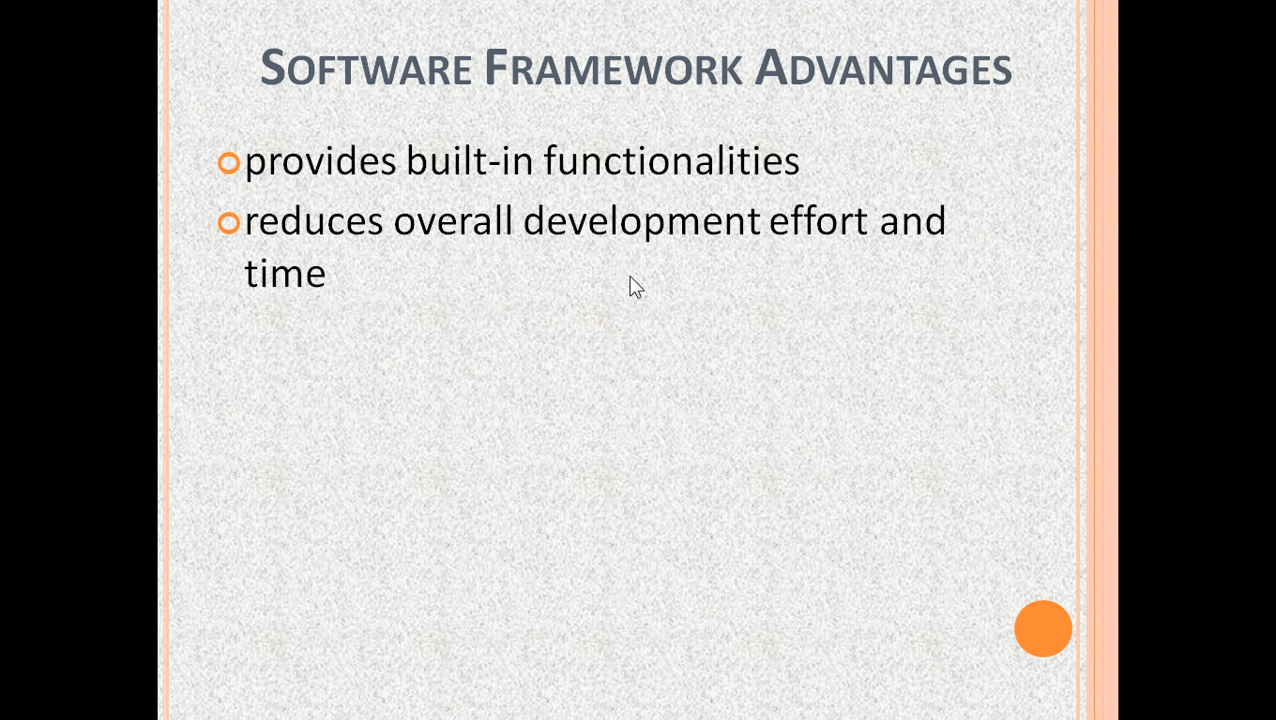 SOFTWARE FRAMEWORK ADVANTAGES
provides built-in functionalities
reduces overall development effort and
time